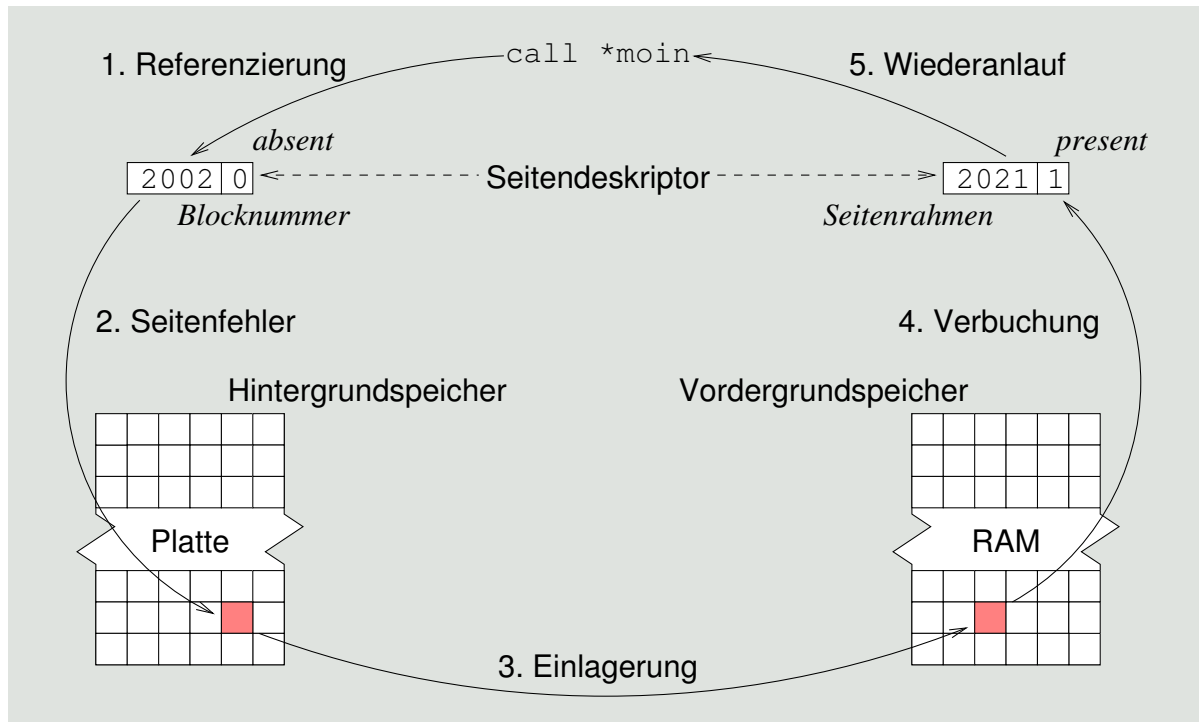 call *moin
1. Referenzierung
5. Wiederanlauf
absent
present
2002 0
Seitendeskriptor
2021 1
Blocknummer
Seitenrahmen
2. Seitenfehler
4. Verbuchung
Hintergrundspeicher
Vordergrundspeicher
Platte
RAM
3. Einlagerung